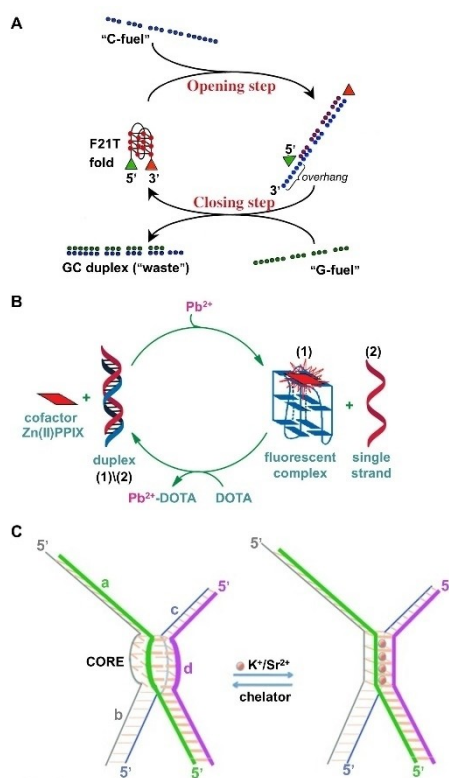 A
"C-fuel"
Opening step
F21T
fold
5'
3'
5'
3'
overhang
Closing step
GC duplex ("waste")
"G-fuel"
B
Pb²⁺
(1)
(2)
cofactor
Zn(II)PPIX
duplex
(1)\(2)
fluorescent
complex
single
strand
Pb²⁺-DOTA
DOTA
C
5'
a
c
5'
CORE
d
b
5'
5'
K⁺/Sr²⁺
chelator
5'
5'
5'
5'